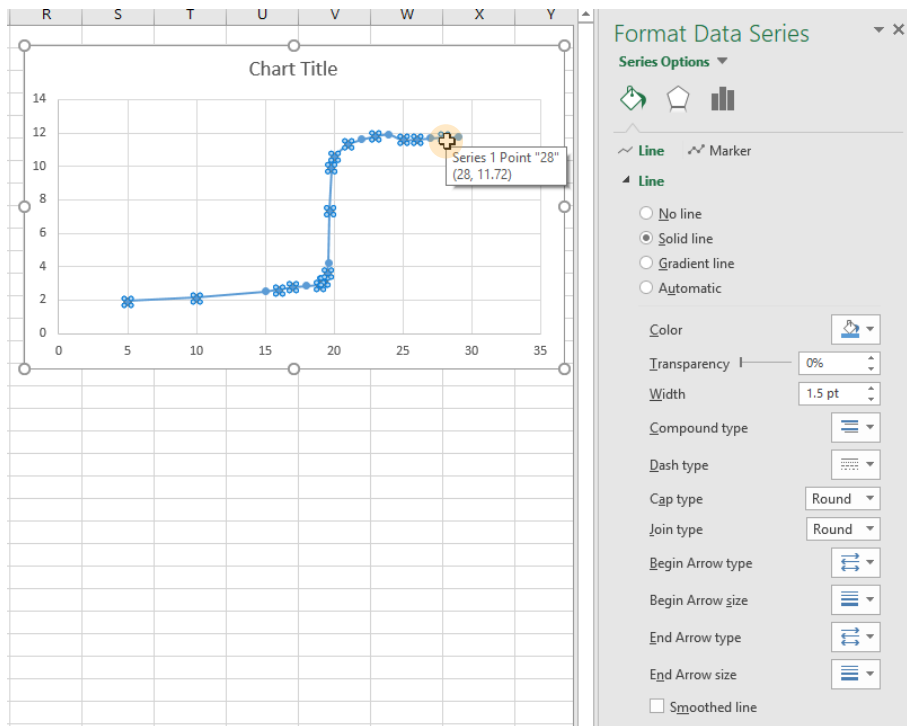 R S T U V W X Y
Chart Title
14
12
10
8
6
4
2
0
0 5 10 15 20 25 30 35
Series 1 Point "28"
(28, 11.72)
Format Data Series
Series Options
Line Marker
Line
No line
Solid line
Gradient line
Automatic
Color
Transparency 0%
Width 1.5 pt
Compound type
Dash type
Cap type Round
Join type Round
Begin Arrow type
Begin Arrow size
End Arrow type
End Arrow size
Smoothed line